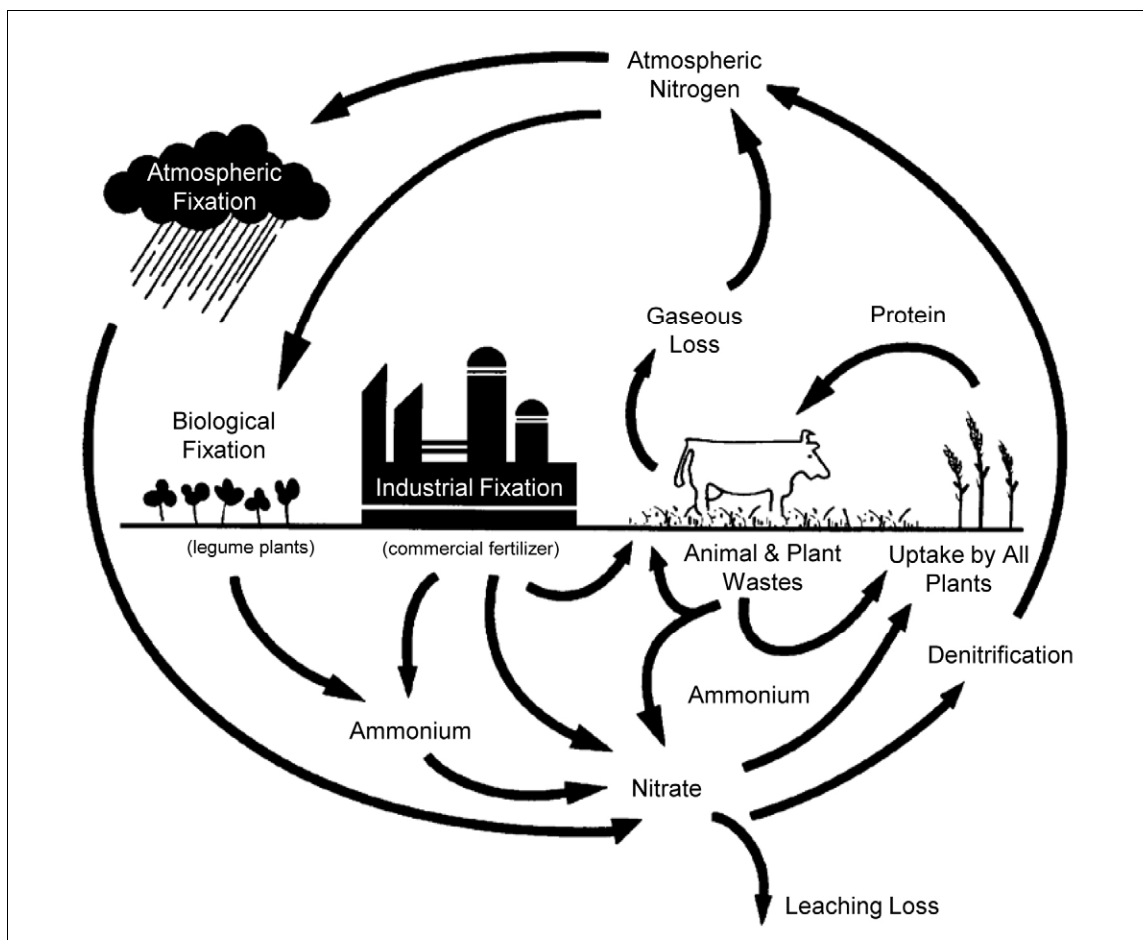 Atmospheric
Nitrogen
Atmospheric
Fixation
Gaseous
Loss
Protein
Biological
Fixation
Industrial Fixation
(legume plants)
(commercial fertilizer)
Animal & Plant
Wastes
Uptake by All
Plants
Denitrification
Ammonium
Ammonium
Nitrate
Leaching Loss